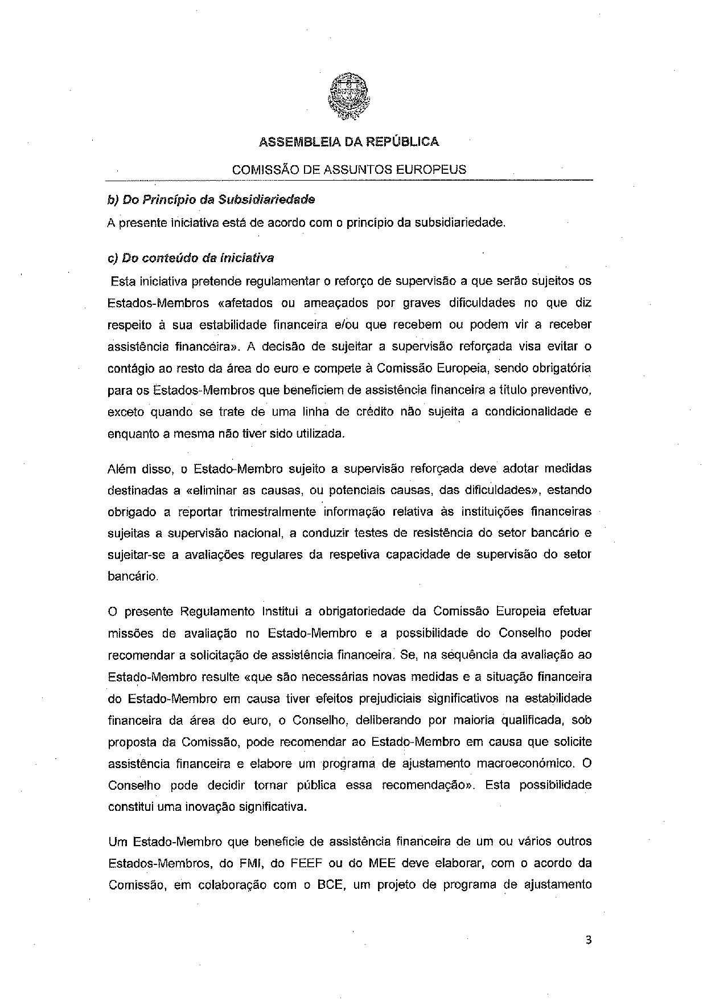 ASSEMBLEIA DA REPÚBLICA
COMISSÃO DE ASSUNTOS EUROPEUS
b) Do Princípio da Subsidiariedade
A presente iniciativa está de acordo com o princípio da subsidiariedade.
c) Do conteúdo da iniciativa
Esta iniciativa pretende regulamentar o reforço de supervisão a que serão sujeitos os
Estados-Membros «afetados ou ameaçados por graves dificuldades no que diz
respeito à sua estabilidade financeira e/ou que recebem ou podem vir a receber
assistência financeira». A decisão de sujeitar a supervisão reforçada visa evitar o
contágio ao resto da área do euro e compete à Comissão Europeia, sendo obrigatória
para os Estados-Membros que beneficiem de assistência financeira a título preventivo,
exceto quando se trate de uma linha de crédito não sujeita a condicionalidade e
enquanto a mesma não tiver sido utilizada.
Além disso, o Estado-Membro sujeito a supervisão reforçada deve adotar medidas
destinadas a «eliminar as causas, ou potenciais causas, das dificuldades», estando
obrigado a reportar trimestralmente informação relativa às instituições financeiras
sujeitas a supervisão nacional, a conduzir testes de resistência do setor bancário e
sujeitar-se a avaliações regulares da respetiva capacidade de supervisão do setor
bancário.
O presente Regulamento Institui a obrigatoriedade da Comissão Europeia efetuar
missões de avaliação no Estado-Membro e a possibilidade do Conselho poder
recomendar a solicitação de assistência financeira. Se, na sequência da avaliação ao
Estado-Membro resulte «que são necessárias novas medidas e a situação financeira
do Estado-Membro em causa tiver efeitos prejudiciais significativos na estabilidade
financeira da área do euro, o Conselho, deliberando por maioria qualificada, sob
proposta da Comissão, pode recomendar ao Estado-Membro em causa que solicite
assistência financeira e elabore um programa de ajustamento macroeconómico. O
Conselho pode decidir tornar pública essa recomendação». Esta possibilidade
constitui uma inovação significativa.
Um Estado-Membro que beneficie de assistência financeira de um ou vários outros
Estados-Membros, do FMI, do FEEF ou do MEE deve elaborar, com o acordo da
Comissão, em colaboração com o BCE, um projeto de programa de ajustamento
3